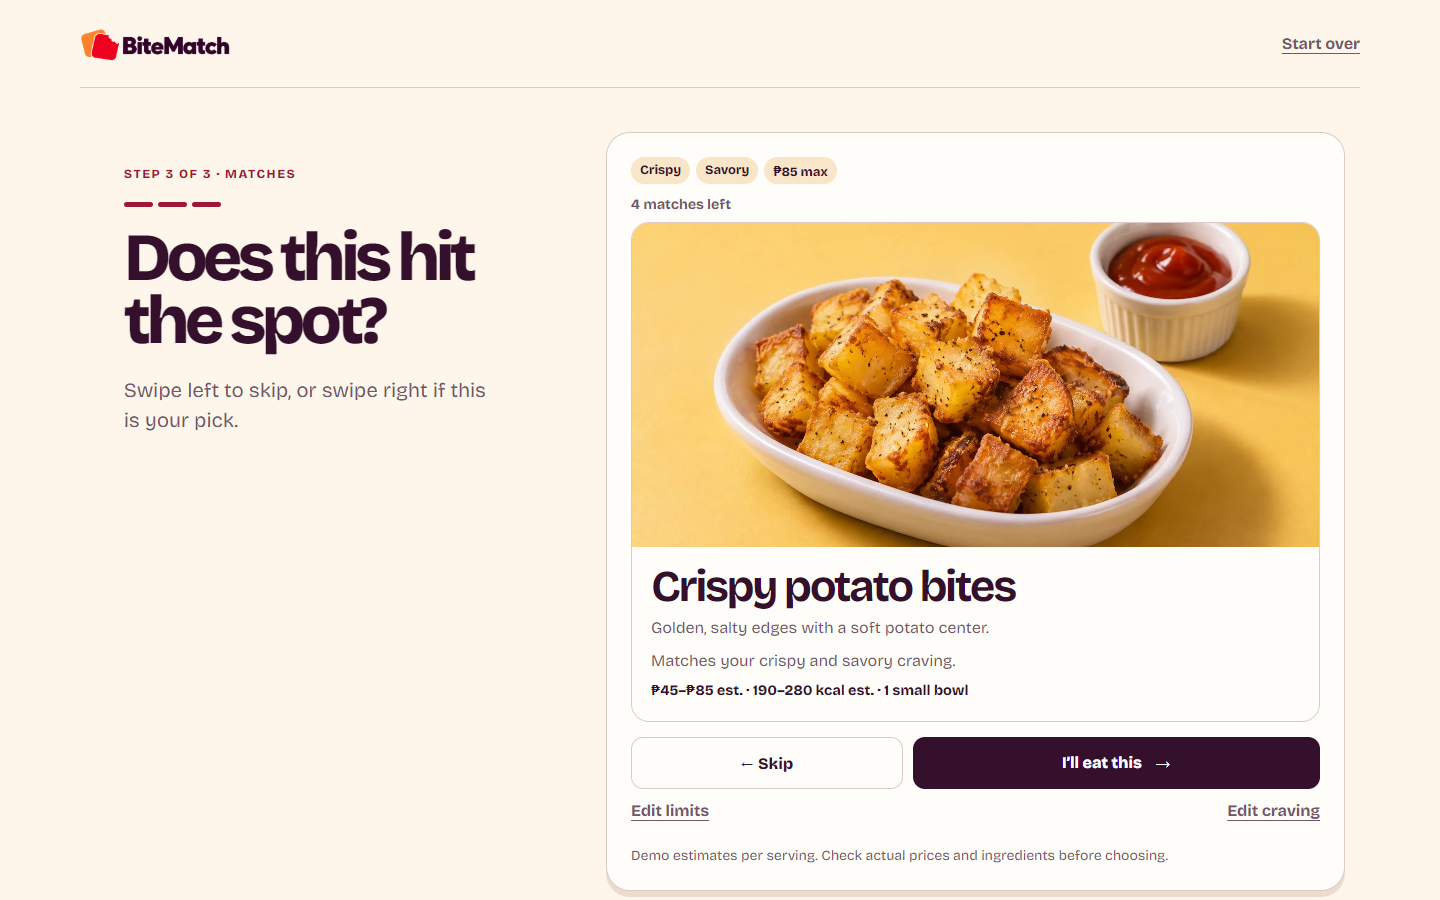 BiteMatch
Start over
STEP 3 OF 3 · MATCHES
Does this hit
the spot?
Swipe left to skip, or swipe right if this
is your pick.
Crispy
Savory
₱85 max
4 matches left
Crispy potato bites
Golden, salty edges with a soft potato center.
Matches your crispy and savory craving.
₱45–₱85 est. · 190–280 kcal est. · 1 small bowl
← Skip
I’ll eat this →
Edit limits
Edit craving
Demo estimates per serving. Check actual prices and ingredients before choosing.